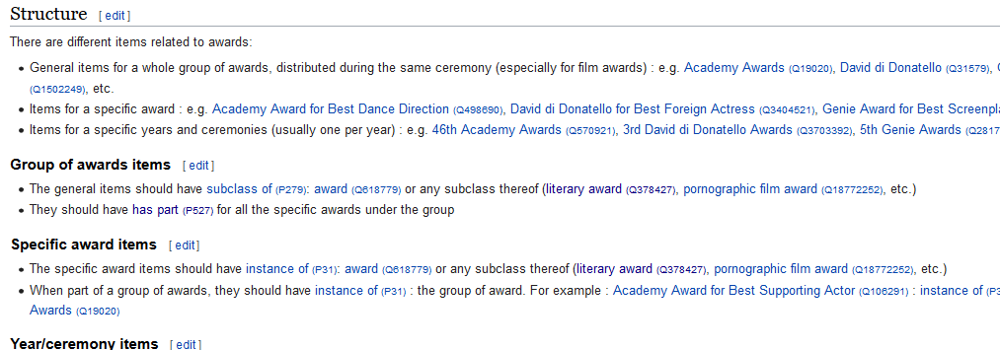 Structure [ edit ]
There are different items related to awards:
• General items for a whole group of awards, distributed during the same ceremony (especially for film awards) : e.g. Academy Awards (Q19020), David di Donatello (Q31579),
(Q1502249), etc.
• Items for a specific award : e.g. Academy Award for Best Dance Direction (Q498690), David di Donatello for Best Foreign Actress (Q3404521), Genie Award for Best Screenpla
• Items for a specific years and ceremonies (usually one per year) : e.g. 46th Academy Awards (Q570921), 3rd David di Donatello Awards (Q3703392), 5th Genie Awards (Q2817
Group of awards items [ edit ]
• The general items should have subclass of (P279): award (Q618779) or any subclass thereof (literary award (Q378427), pornographic film award (Q18772252), etc.)
• They should have has part (P527) for all the specific awards under the group
Specific award items [ edit ]
• The specific award items should have instance of (P31): award (Q618779) or any subclass thereof (literary award (Q378427), pornographic film award (Q18772252), etc.)
• When part of a group of awards, they should have instance of (P31) : the group of award. For example : Academy Award for Best Supporting Actor (Q106291) : instance of (P3
Awards (Q19020)
Year/ceremony items [ edit ]